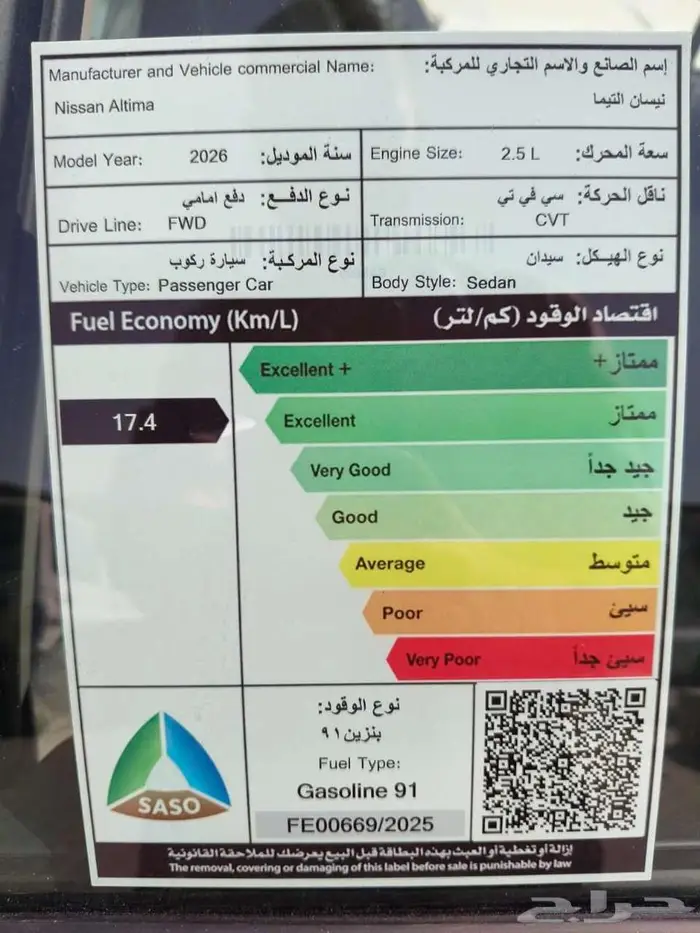 Manufacturer and Vehicle commercial Name: إسم الصانع والاسم التجاري للمركبة:
Nissan Altima نيسان التيما
Model Year: 2026 سنة الموديل:
Engine Size: 2.5 L سعة المحرك:
نوع الدفع: دفع امامي
Drive Line: FWD
ناقل الحركة: سي في تي
Transmission: CVT
نوع المركبة: سيارة ركوب
Vehicle Type: Passenger Car
نوع الهيكل: سيدان
Body Style: Sedan
Fuel Economy (Km/L) اقتصاد الوقود (كم/لتر)
Excellent + ممتاز+
17.4
Excellent ممتاز
Very Good جيد جداً
Good جيد
Average متوسط
Poor سيئ
Very Poor سيئ جداً
نوع الوقود:
بنزين ٩١
Fuel Type:
Gasoline 91
FE00669/2025
SASO
إزالة أو تغطية أو العبث بهذه البطاقة قبل البيع يعرضك للملاحقة القانونية
The removal, covering or damaging of this label before sale is punishable by law
حراج